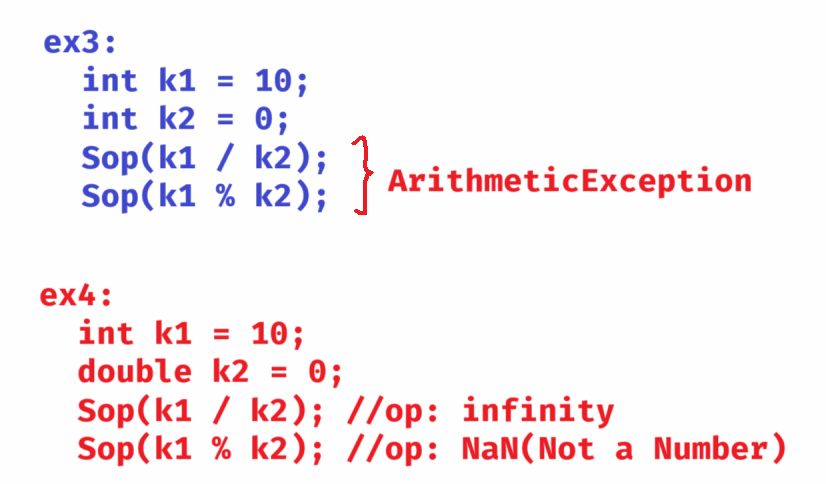 ex3:
int k1 = 10;
int k2 = 0;
Sop(k1 / k2);
Sop(k1 % k2);
ArithmeticException
ex4:
int k1 = 10;
double k2 = 0;
Sop(k1 / k2); //op: infinity
Sop(k1 % k2); //op: NaN(Not a Number)